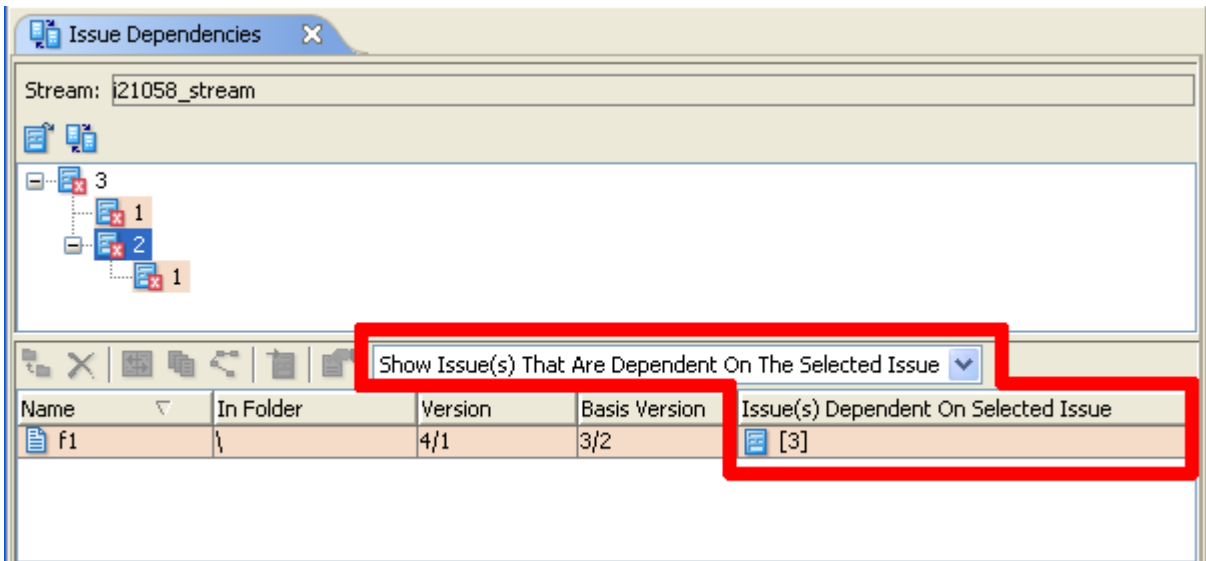 Issue Dependencies
Stream: i21058_stream
3
1
2
1
Show Issue(s) That Are Dependent On The Selected Issue
Name In Folder Version Basis Version Issue(s) Dependent On Selected Issue
f1 \ 4/1 3/2 [3]